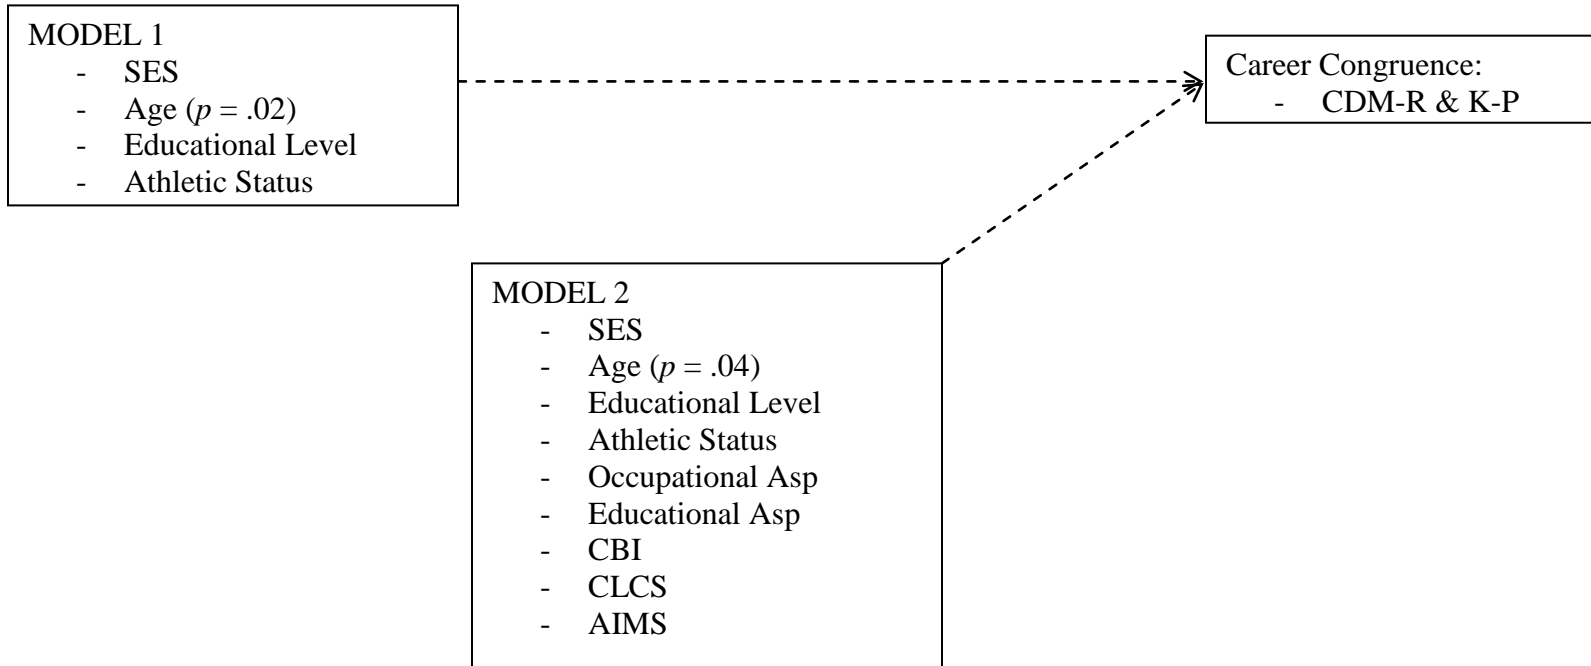 MODEL 1
- SES
- Age (p = .02)
- Educational Level
- Athletic Status
Career Congruence:
- CDM-R & K-P
MODEL 2
- SES
- Age (p = .04)
- Educational Level
- Athletic Status
- Occupational Asp
- Educational Asp
- CBI
- CLCS
- AIMS